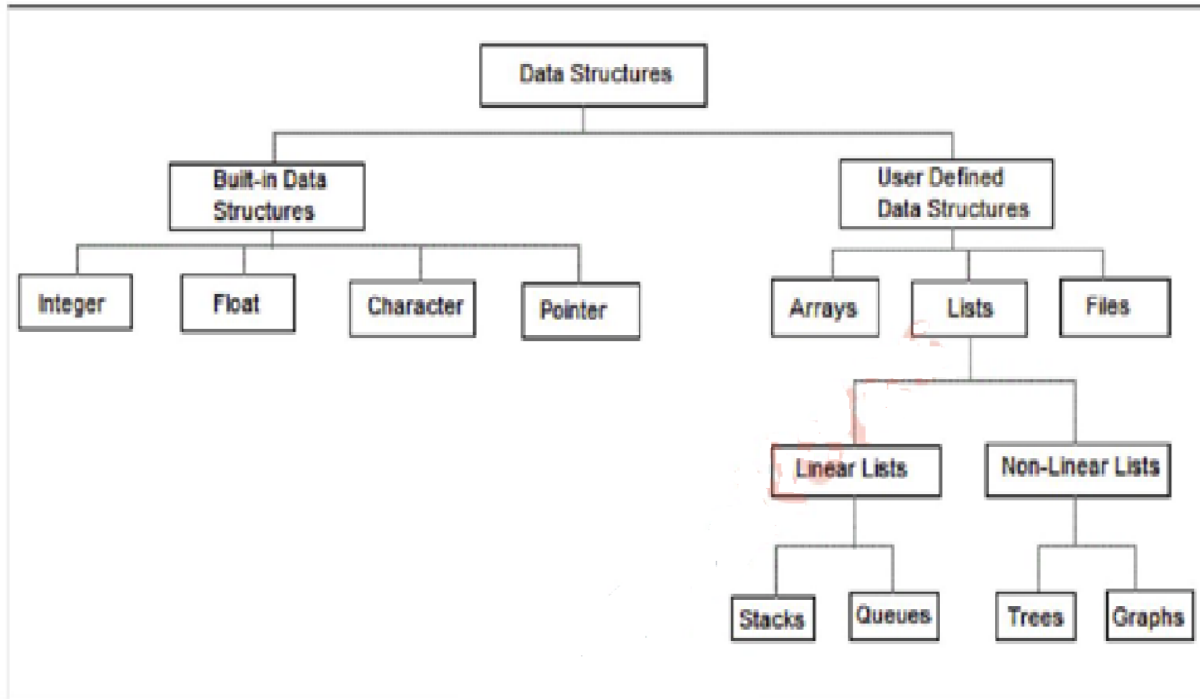 Data Structures
Built-in Data
Structures
User Defined
Data Structures
Integer
Float
Character
Pointer
Arrays
Lists
Files
Linear Lists
Non-Linear Lists
Stacks
Queues
Trees
Graphs